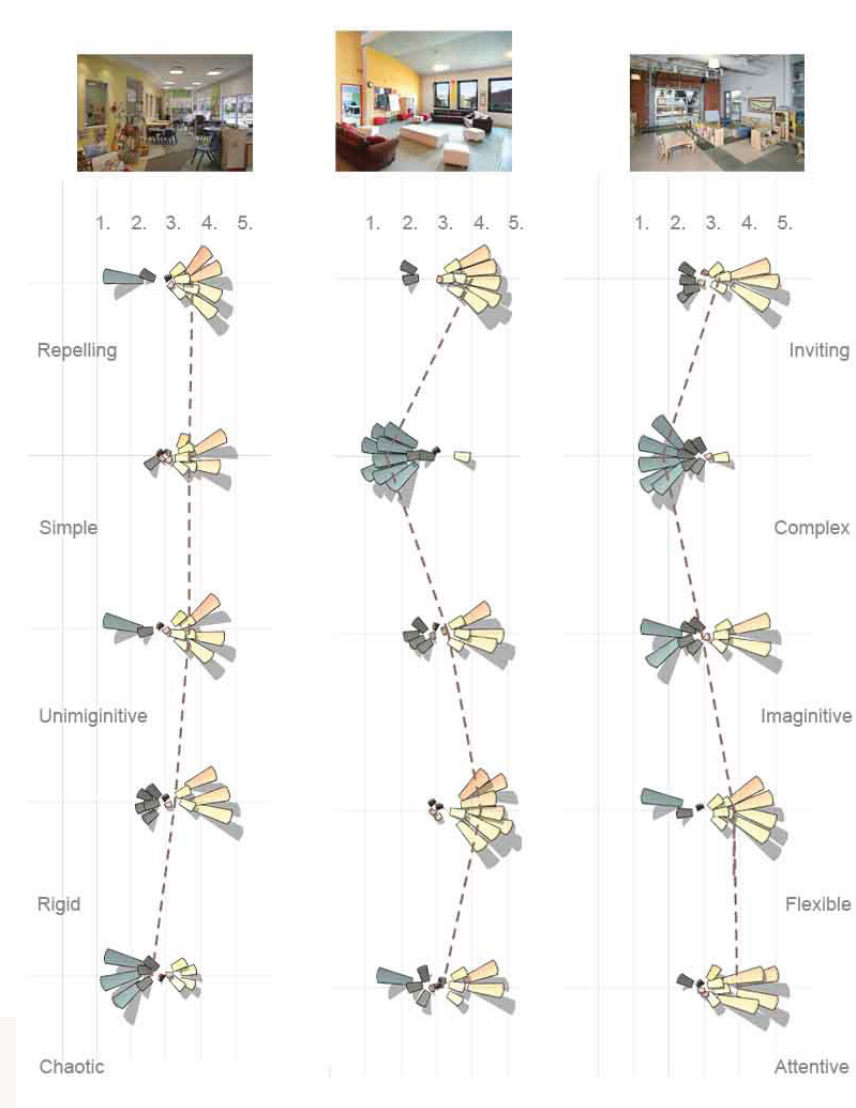 1. 2. 3. 4. 5.
1. 2. 3. 4. 5.
1. 2. 3. 4. 5.
Repelling
Inviting
Simple
Complex
Unimiginitive
Imaginitive
Rigid
Flexible
Chaotic
Attentive